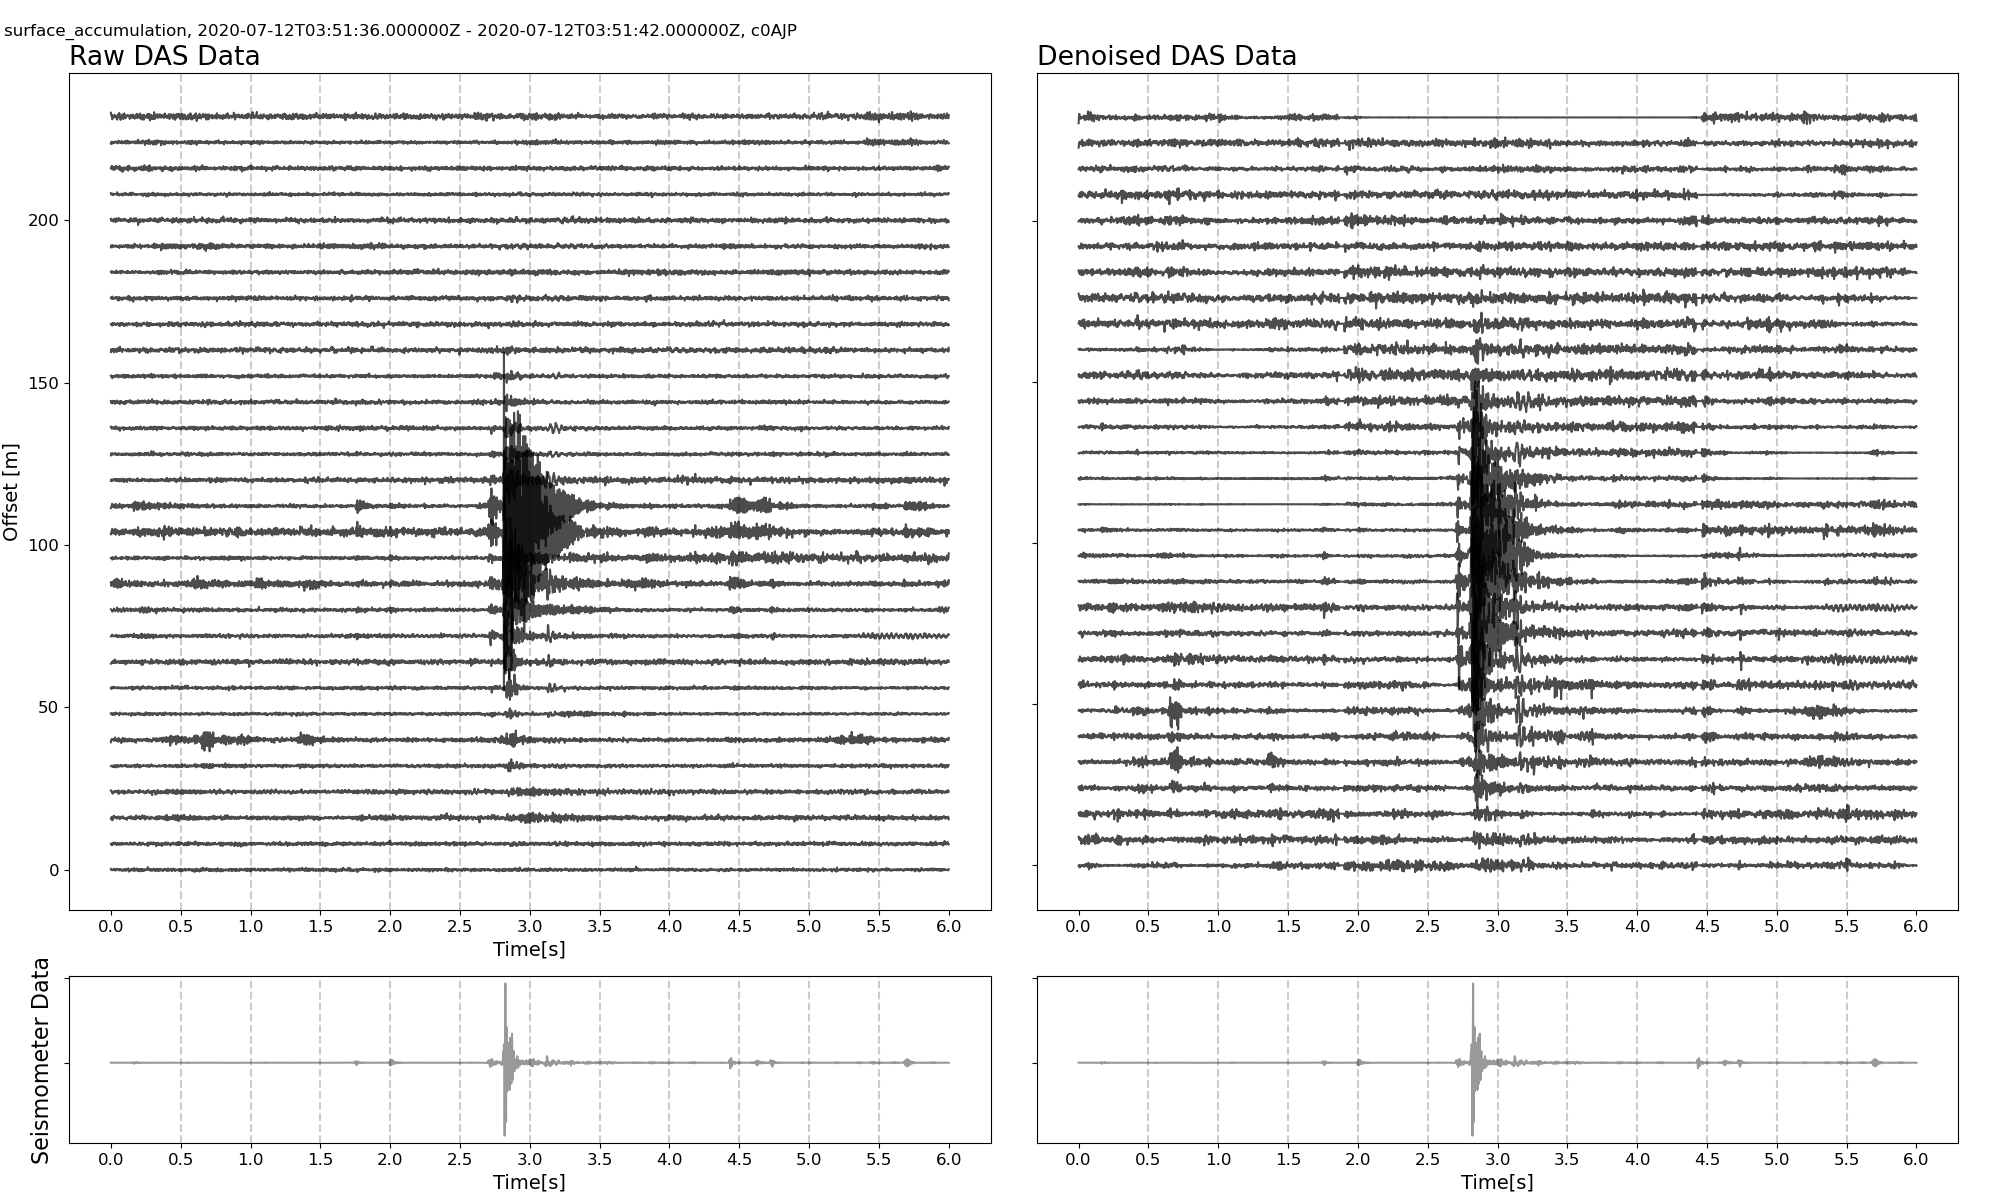 surface_accumulation, 2020-07-12T03:51:36.000000Z - 2020-07-12T03:51:42.000000Z, c0AJP
Raw DAS Data
Denoised DAS Data
Offset [m]
200
150
100
50
0
0.0 0.5 1.0 1.5 2.0 2.5 3.0 3.5 4.0 4.5 5.0 5.5 6.0
Time[s]
0.0 0.5 1.0 1.5 2.0 2.5 3.0 3.5 4.0 4.5 5.0 5.5 6.0
Seismometer Data
0.0 0.5 1.0 1.5 2.0 2.5 3.0 3.5 4.0 4.5 5.0 5.5 6.0
Time[s]
0.0 0.5 1.0 1.5 2.0 2.5 3.0 3.5 4.0 4.5 5.0 5.5 6.0
Time[s]